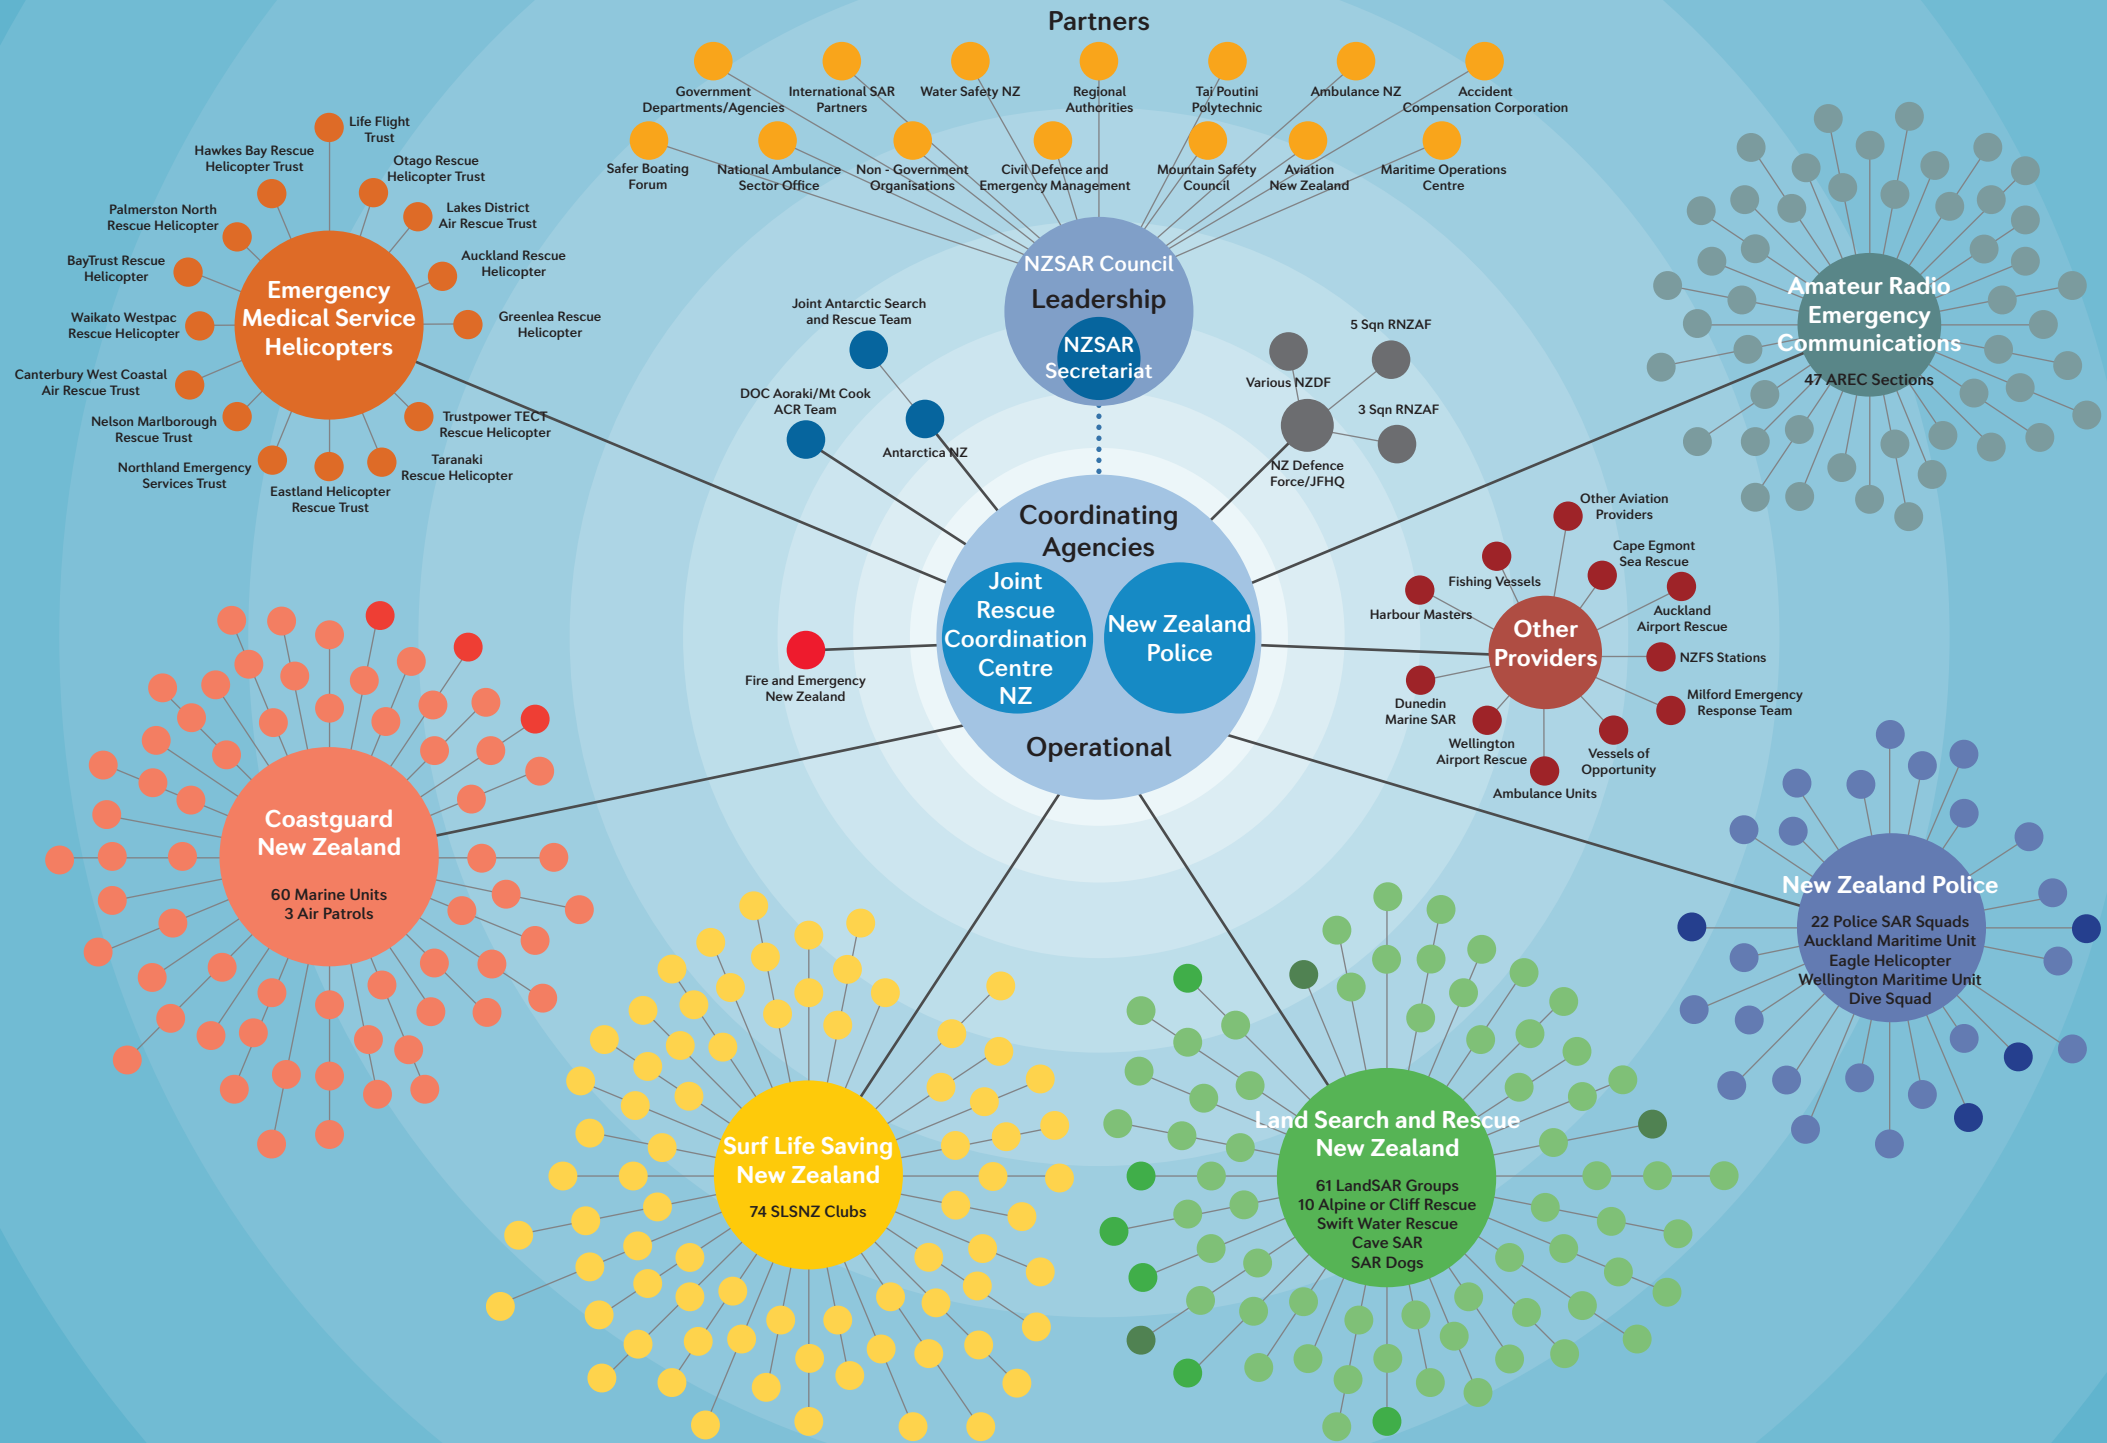 Partners
Government
Departments/Agencies
International SAR
Partners
Water Safety NZ
Regional
Authorities
Tai Poutini
Polytechnic
Ambulance NZ
Accident
Compensation Corporation
Safer Boating
Forum
National Ambulance
Sector Office
Non - Government
Organisations
Civil Defence and
Emergency Management
Mountain Safety
Council
Aviation
New Zealand
Maritime Operations
Centre
NZSAR Council
Leadership
NZSAR
Secretariat
Life Flight
Trust
Hawkes Bay Rescue
Helicopter Trust
Otago Rescue
Helicopter Trust
Palmerston North
Rescue Helicopter
Lakes District
Air Rescue Trust
BayTrust Rescue
Helicopter
Auckland Rescue
Helicopter
Emergency
Medical Service
Helicopters
Waikato Westpac
Rescue Helicopter
Greenlea Rescue
Helicopter
Canterbury West Coastal
Air Rescue Trust
Nelson Marlborough
Rescue Trust
Trustpower TECT
Rescue Helicopter
Northland Emergency
Services Trust
Eastland Helicopter
Rescue Trust
Taranaki
Rescue Helicopter
Joint Antarctic Search
and Rescue Team
DOC Aoraki/Mt Cook
ACR Team
Antarctica NZ
5 Sqn RNZAF
Various NZDF
3 Sqn RNZAF
NZ Defence
Force/JFHQ
Amateur Radio
Emergency
Communications
47 AREC Sections
Coordinating
Agencies
Joint
Rescue
Coordination
Centre
NZ
New Zealand
Police
Operational
Fire and Emergency
New Zealand
Other Aviation
Providers
Fishing Vessels
Cape Egmont
Sea Rescue
Harbour Masters
Auckland
Airport Rescue
Other
Providers
NZFS Stations
Dunedin
Marine SAR
Milford Emergency
Response Team
Wellington
Airport Rescue
Vessels of
Opportunity
Ambulance Units
Coastguard
New Zealand
60 Marine Units
3 Air Patrols
New Zealand Police
22 Police SAR Squads
Auckland Maritime Unit
Eagle Helicopter
Wellington Maritime Unit
Dive Squad
Surf Life Saving
New Zealand
74 SLSNZ Clubs
Land Search and Rescue
New Zealand
61 LandSAR Groups
10 Alpine or Cliff Rescue
Swift Water Rescue
Cave SAR
SAR Dogs